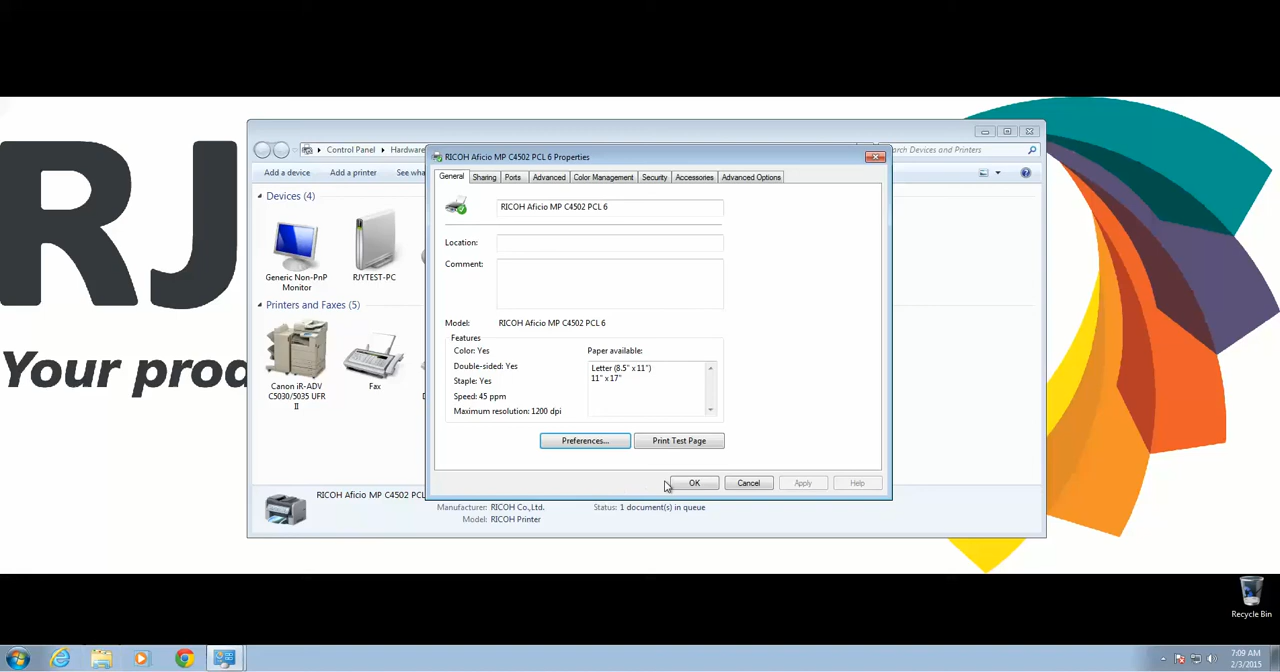 RJ
Your prod
Control Panel
Hardware
rch Devices and Printers
Add a device
Add a printer
See wha
Devices (4)
Generic Non-PnP
Monitor
RJYTEST-PC
Printers and Faxes (5)
Canon iR-ADV
C5030/5035 UFR
II
Fax
RICOH Aficio MP C4502 PCL 6 Properties
General
Sharing
Ports
Advanced
Color Management
Security
Accessories
Advanced Options
RICOH Aficio MP C4502 PCL 6
Location:
Comment:
Model: RICOH Aficio MP C4502 PCL 6
Features
Color: Yes
Double-sided: Yes
Staple: Yes
Speed: 45 ppm
Maximum resolution: 1200 dpi
Paper available:
Letter (8.5" x 11")
11" x 17"
Preferences...
Print Test Page
OK
Cancel
Apply
Help
RICOH Aficio MP C4502 PCL
Manufacturer: RICOH Co.,Ltd.
Model: RICOH Printer
Status: 1 document(s) in queue
Recycle Bin
7:09 AM
2/3/2015